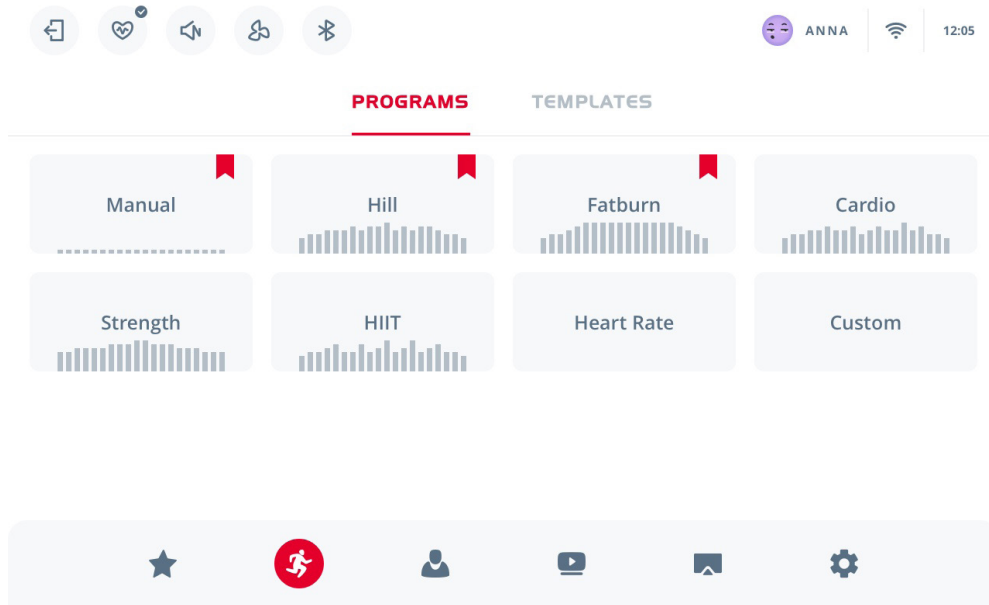 ANNA 12:05
PROGRAMS TEMPLATES
Manual Hill Fatburn Cardio
Strength HIIT Heart Rate Custom